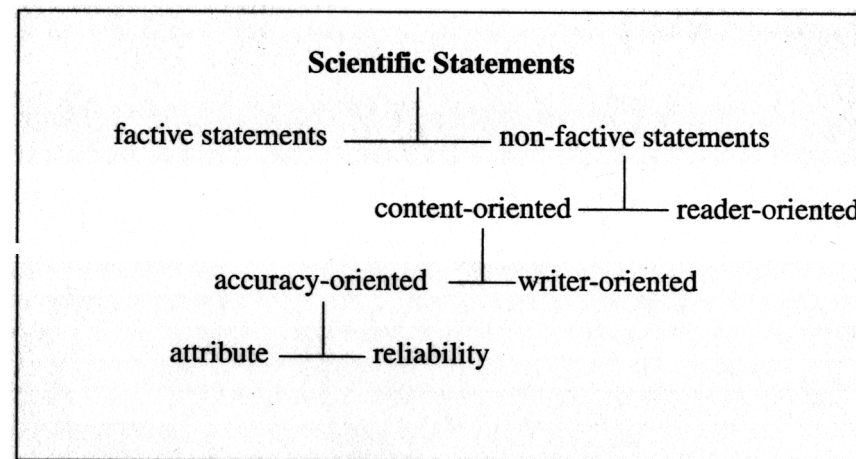 Scientific Statements
factive statements non-factive statements
content-oriented reader-oriented
accuracy-oriented writer-oriented
attribute reliability